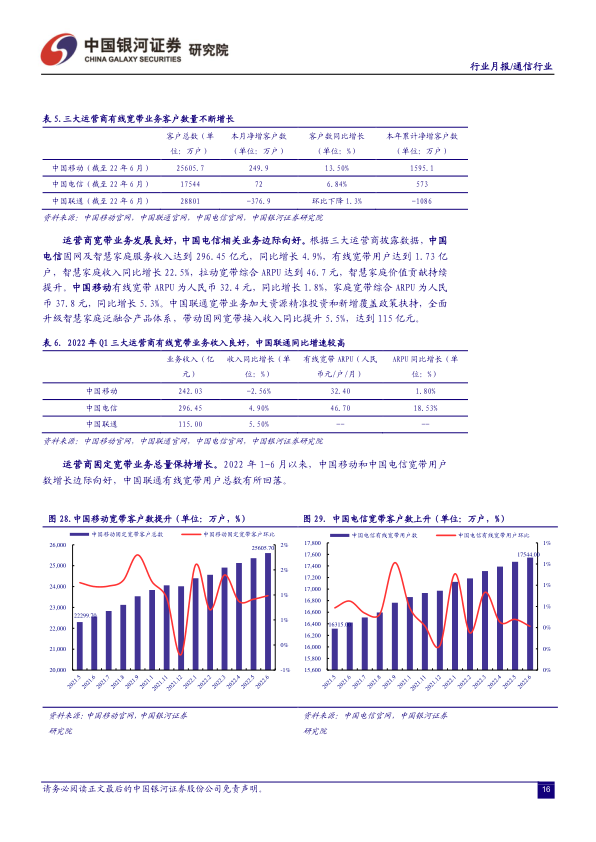 中国银河证券 研究院
CHINA GALAXY SECURITIES
行业月报/通信行业
表 5.三大运营商有线宽带业务客户数量不断增长
客户总数（单位：万户） 本月净增客户数（单位：万户） 客户数同比增长（单位：%） 本年累计净增客户数（单位：万户）
中国移动（截至 22 年 6 月） 25605.7 249.9 13.50% 1595.1
中国电信（截至 22 年 6 月） 17544 72 6.84% 573
中国联通（截至 22 年 6 月） 28801 -376.9 环比下降 1.3% -1086
资料来源：中国移动官网，中国联通官网，中国电信官网，中国银河证券研究院
运营商宽带业务发展良好，中国电信相关业务边际向好。根据三大运营商披露数据，中国
电信固网及智慧家庭服务收入达到 296.45 亿元，同比增长 4.9%，有线宽带用户达到 1.73 亿
户，智慧家庭收入同比增长 22.5%，拉动宽带综合 ARPU 达到 46.7 元，智慧家庭价值贡献持续
提升。中国移动有线宽带 ARPU 为人民币 32.4 元，同比增长 1.8%，家庭宽带综合 ARPU 为人民
币 37.8 元，同比增长 5.3%。中国联通宽带业务加大资源精准投资和新增覆盖政策扶持，全面
升级智慧家庭泛融合产品体系，带动固网宽带接入收入同比提升 5.5%，达到 115 亿元。
表 6. 2022 年 Q1 三大运营商有线宽带业务收入良好，中国联通同比增速较高
业务收入（亿元） 收入同比增长（单位：%） 有线宽带 ARPU（人民币元/户/月） ARPU 同比增长（单位：%）
中国移动 242.03 -2.56% 32.40 1.80%
中国电信 296.45 4.90% 46.70 18.53%
中国联通 115.00 5.50% -- --
资料来源：中国移动官网，中国联通官网，中国电信官网，中国银河证券研究院
运营商固定宽带业务总量保持增长。2022 年 1-6 月以来，中国移动和中国电信宽带用户
数增长边际向好，中国联通有线宽带用户总数有所回落。
图 28.中国移动宽带客户数提升（单位：万户，%）
中国移动固定宽带客户总数 中国移动固定宽带客户环比
26,000
25,000
24,000
23,000
22,000
21,000
20,000
22299.70
25605.70
2%
2%
1%
1%
0%
-1%
2021.5 2021.6 2021.7 2021.8 2021.9 2021.1 2021.11 2021.12 2022.1 2022.2 2022.3 2022.4 2022.5 2022.6
资料来源：中国移动官网，中国银河证券
研究院
图 29. 中国电信宽带客户数上升（单位：万户，%）
中国电信有线宽带用户数 中国电信有线宽带用户环比
17,800
17,600
17,400
17,200
17,000
16,800
16,600
16,400
16,200
16,000
15,800
15,600
16315.00
17544.00
1%
1%
1%
1%
0%
0%
0%
2021.5 2021.6 2021.7 2021.8 2021.9 2021.1 2021.11 2021.12 2022.1 2022.2 2022.3 2022.4 2022.5 2022.6
资料来源：中国电信官网，中国银河证券
研究院
请务必阅读正文最后的中国银河证券股份公司免责声明。
16